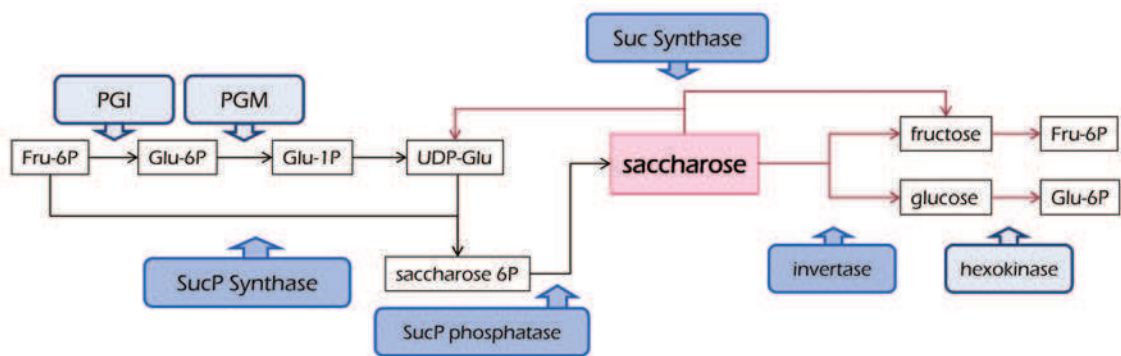 Suc Synthase
PGI
PGM
Fru-6P
Glu-6P
Glu-1P
UDP-Glu
saccharose
fructose
Fru-6P
glucose
Glu-6P
saccharose 6P
SucP Synthase
SucP phosphatase
invertase
hexokinase